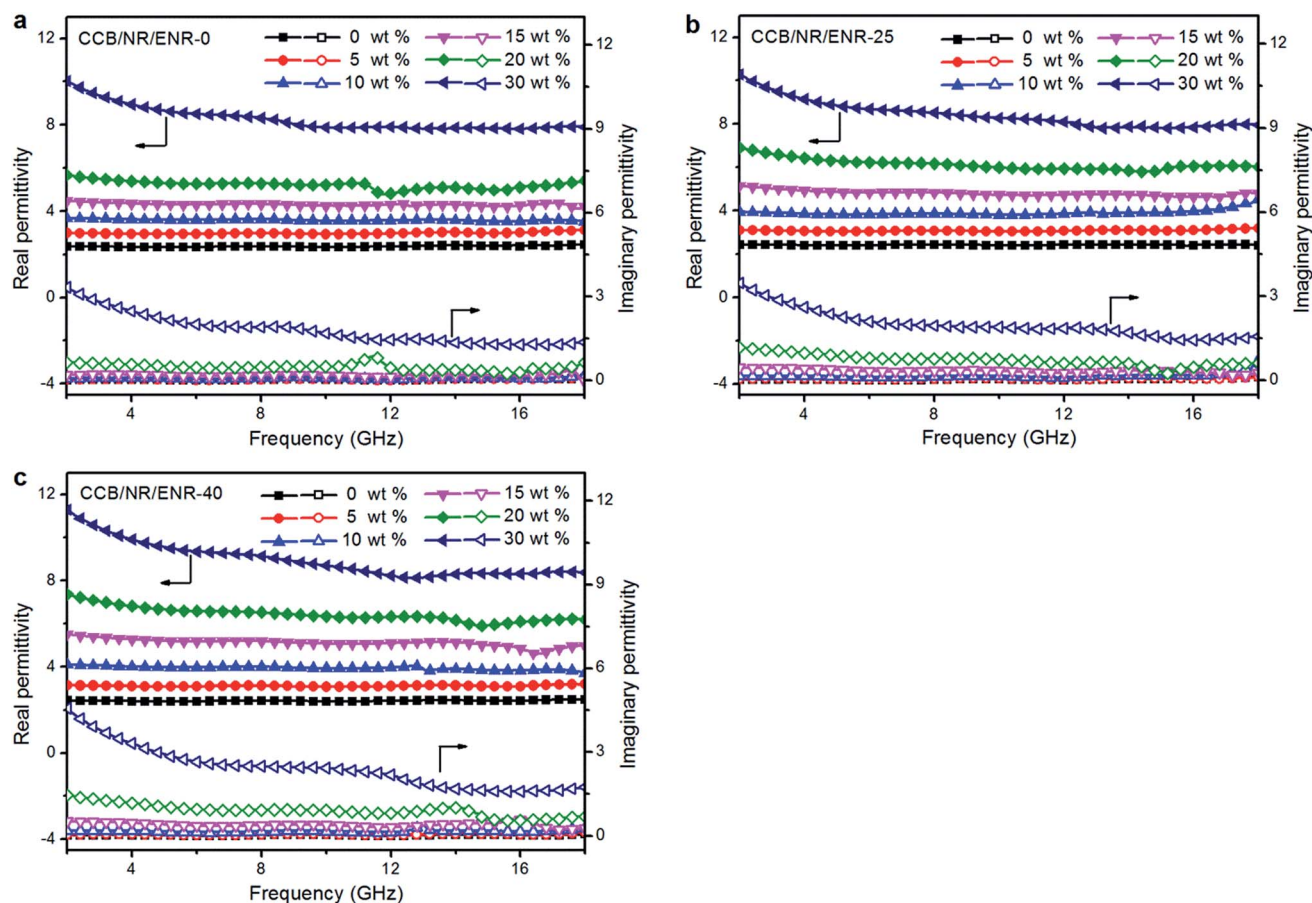 a
CCB/NR/ENR-0
0 wt %
15 wt %
5 wt %
20 wt %
10 wt %
30 wt %
12
8
4
0
-4
Real permittivity
12
9
6
3
0
Imaginary permittivity
4 8 12 16
Frequency (GHz)
b
CCB/NR/ENR-25
0 wt %
15 wt %
5 wt %
20 wt %
10 wt %
30 wt %
12
8
4
0
-4
Real permittivity
12
9
6
3
0
Imaginary permittivity
4 8 12 16
Frequency (GHz)
c
CCB/NR/ENR-40
0 wt %
15 wt %
5 wt %
20 wt %
10 wt %
30 wt %
12
8
4
0
-4
Real permittivity
12
9
6
3
0
Imaginary permittivity
4 8 12 16
Frequency (GHz)